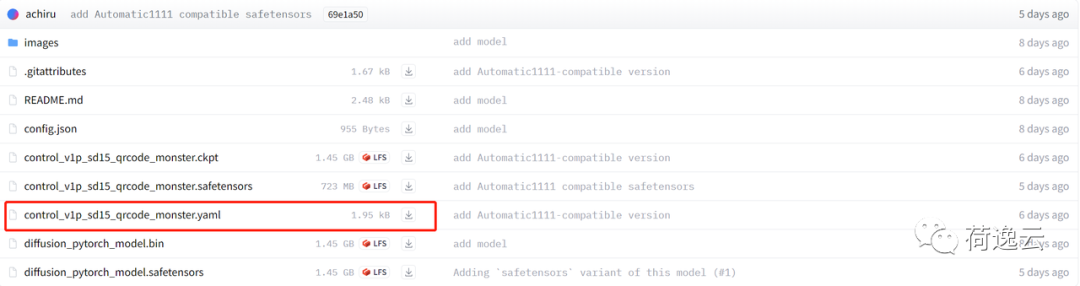 achiru add Automatic1111 compatible safetensors 69e1a50 5 days ago
images add model 8 days ago
.gitattributes 1.67 kB add Automatic1111-compatible version 6 days ago
README.md 2.48 kB add model 8 days ago
config.json 955 Bytes add model 8 days ago
control_v1p_sd15_qrcode_monster.ckpt 1.45 GB LFS add Automatic1111-compatible version 6 days ago
control_v1p_sd15_qrcode_monster.safetensors 723 MB LFS add Automatic1111 compatible safetensors 5 days ago
control_v1p_sd15_qrcode_monster.yaml 1.95 kB add Automatic1111-compatible version 6 days ago
diffusion_pytorch_model.bin 1.45 GB LFS add model 8 days ago
荷逸云
diffusion_pytorch_model.safetensors 1.45 GB LFS Adding `safetensors` variant of this model (#1) 5 days ago